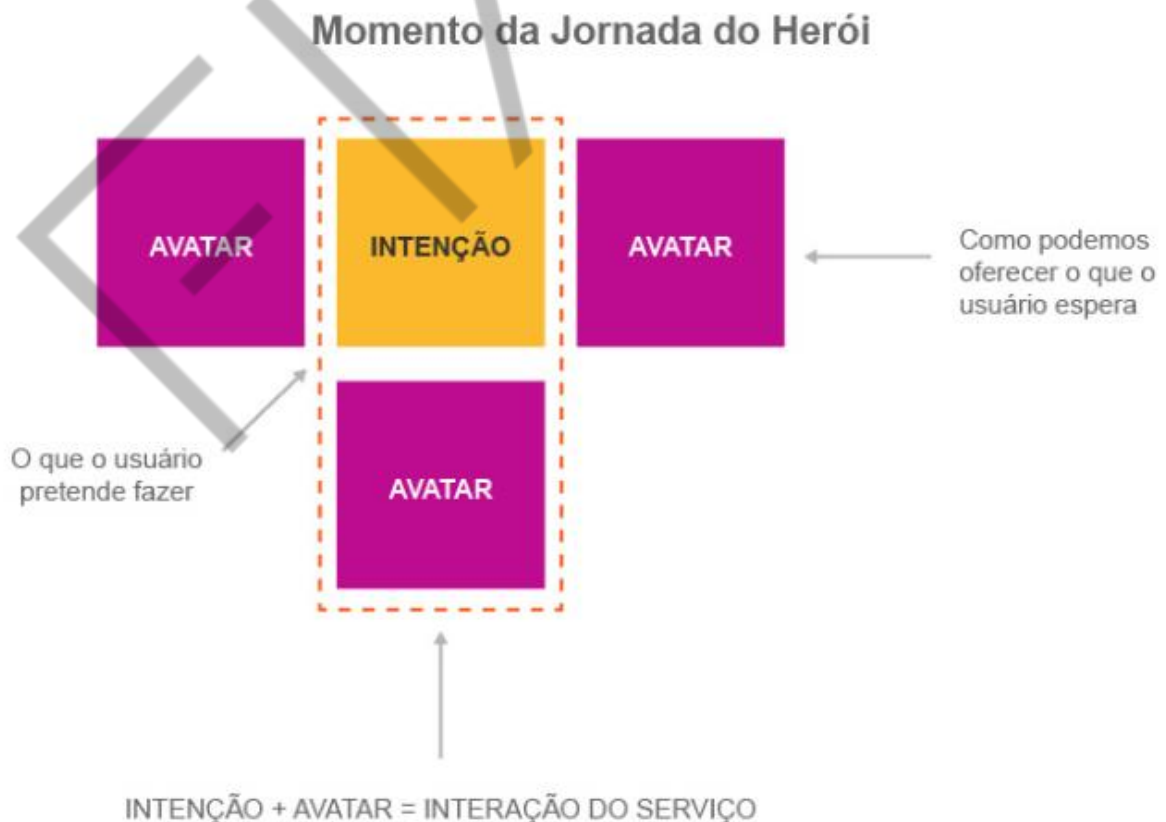 Momento da Jornada do Herói
AVATAR
INTENÇÃO
AVATAR
Como podemos
oferecer o que o
usuário espera
O que o usuário
pretende fazer
AVATAR
INTENÇÃO + AVATAR = INTERAÇÃO DO SERVIÇO